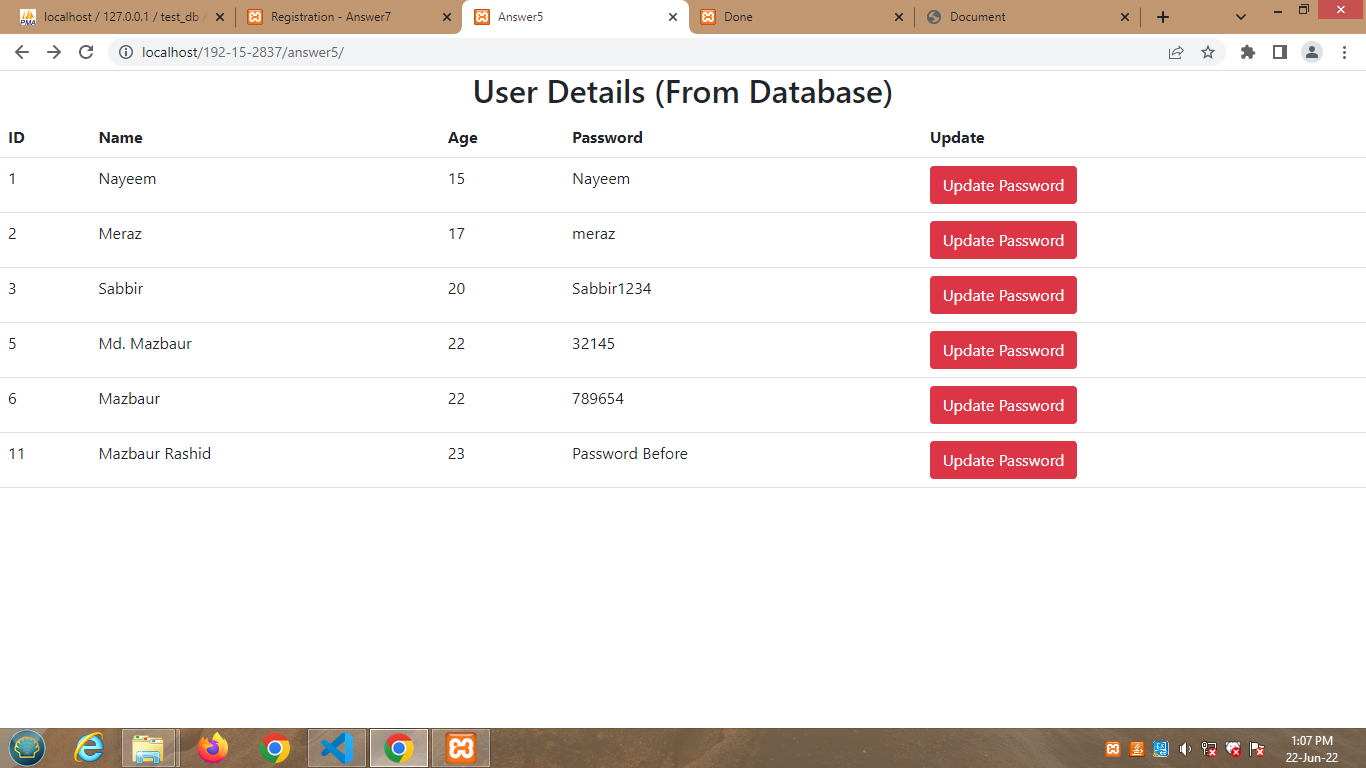 localhost / 127.0.0.1 / test_db / Registration - Answer7 Answer5 Done Document
localhost/192-15-2837/answer5/
User Details (From Database)
ID Name Age Password Update
1 Nayeem 15 Nayeem Update Password
2 Meraz 17 meraz Update Password
3 Sabbir 20 Sabbir1234 Update Password
5 Md. Mazbaur 22 32145 Update Password
6 Mazbaur 22 789654 Update Password
11 Mazbaur Rashid 23 Password Before Update Password
1:07 PM
22-Jun-22